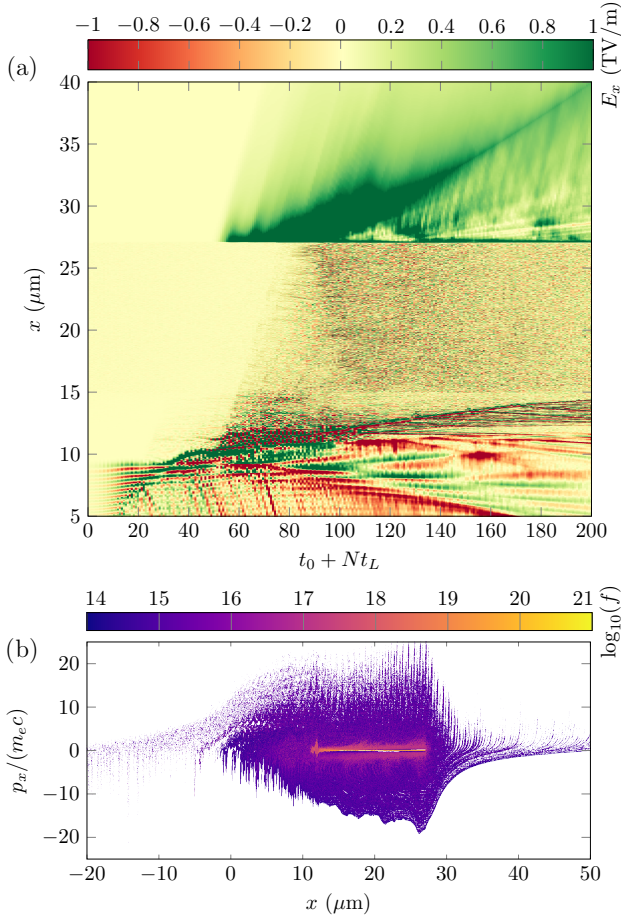 −1 −0.8 −0.6 −0.4 −0.2 0 0.2 0.4 0.6 0.8 1
E_x (TV/m)
(a)
40
35
30
25
20
15
10
5
x (μm)
0 20 40 60 80 100 120 140 160 180 200
t_0 + Nt_L
14 15 16 17 18 19 20 21
log_10(f)
(b)
20
10
0
−10
−20
p_x/(m_e c)
−20 −10 0 10 20 30 40 50
x (μm)